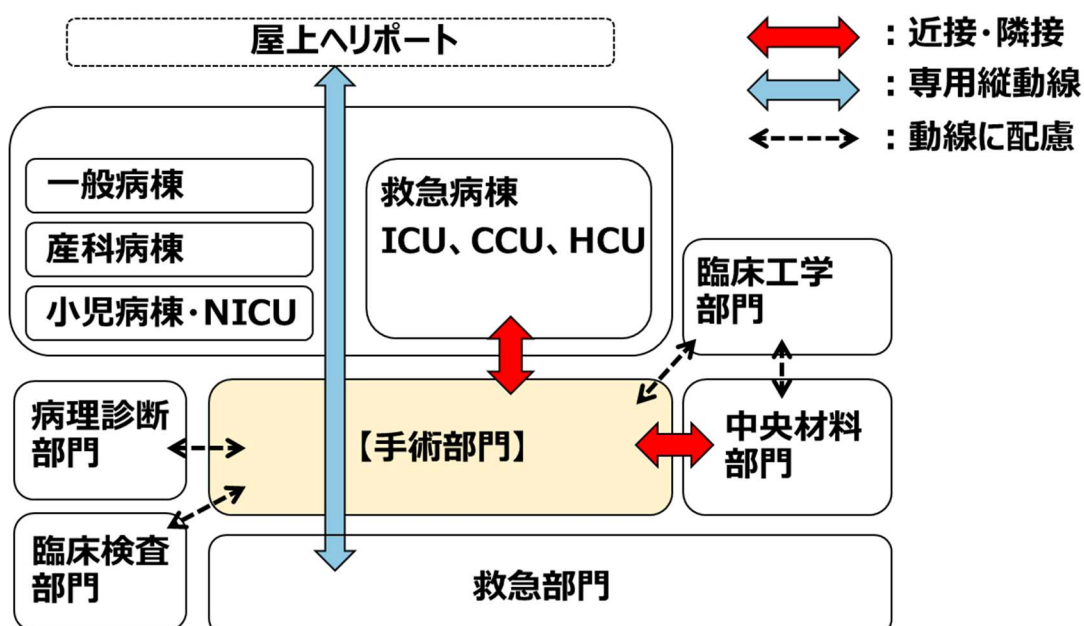 屋上ヘリポート
：近接・隣接
：専用縦動線
：動線に配慮
一般病棟
産科病棟
小児病棟・NICU
救急病棟
ICU、CCU、HCU
臨床工学
部門
病理診断
部門
【手術部門】
中央材料
部門
臨床検査
部門
救急部門